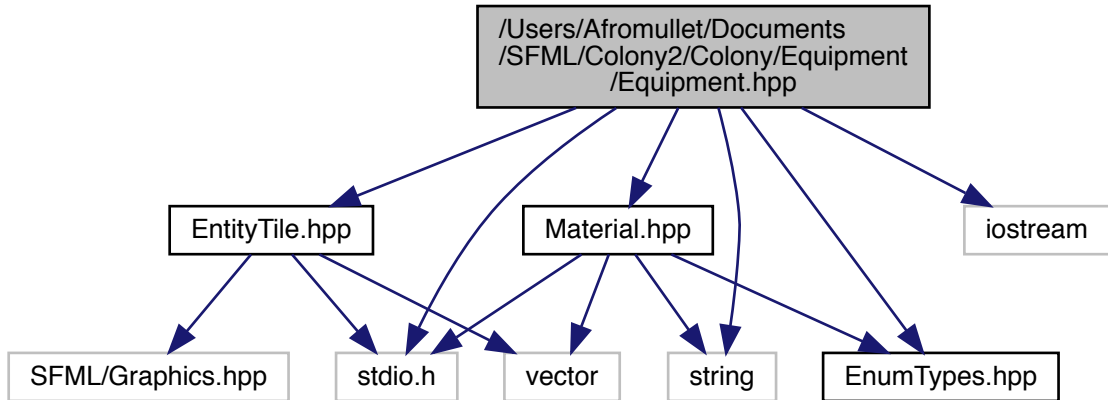 /Users/Afromullet/Documents
/SFML/Colony2/Colony/Equipment
/Equipment.hpp
EntityTile.hpp
Material.hpp
iostream
SFML/Graphics.hpp
stdio.h
vector
string
EnumTypes.hpp